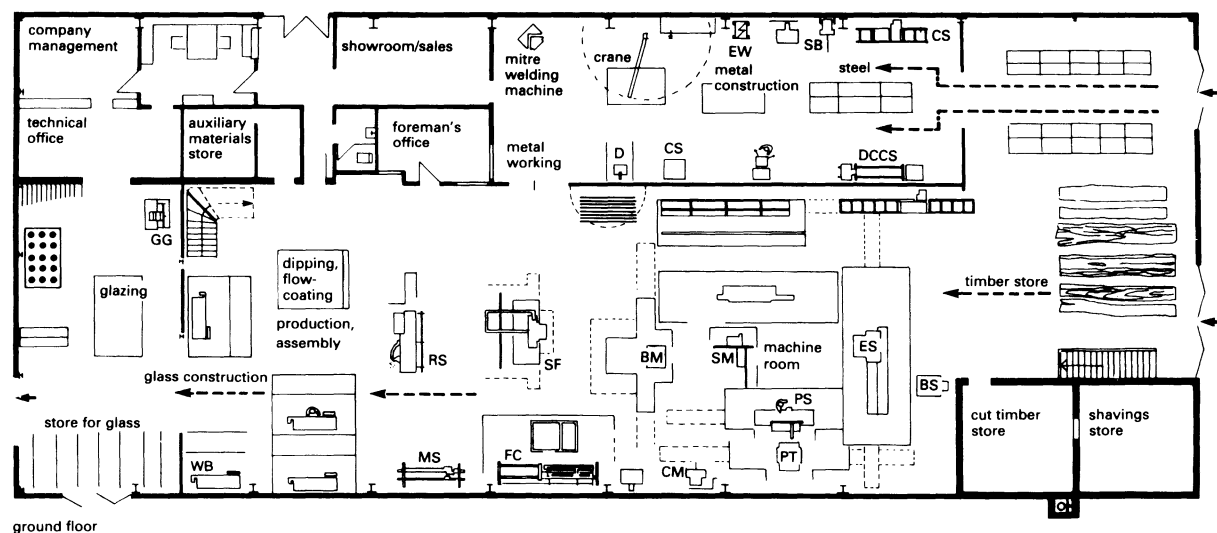 company
management
showroom/sales
mitre
welding
machine
crane
EW
SB
CS
metal
construction
steel
technical
office
auxiliary
materials
store
foreman's
office
metal
working
D
CS
DCCS
GG
glazing
dipping,
flow-
coating
production,
assembly
RS
SF
BM
SM
machine
room
ES
timber store
glass construction
store for glass
BS
PS
cut timber
store
shavings
store
WB
MS
FC
CM
PT
ground floor